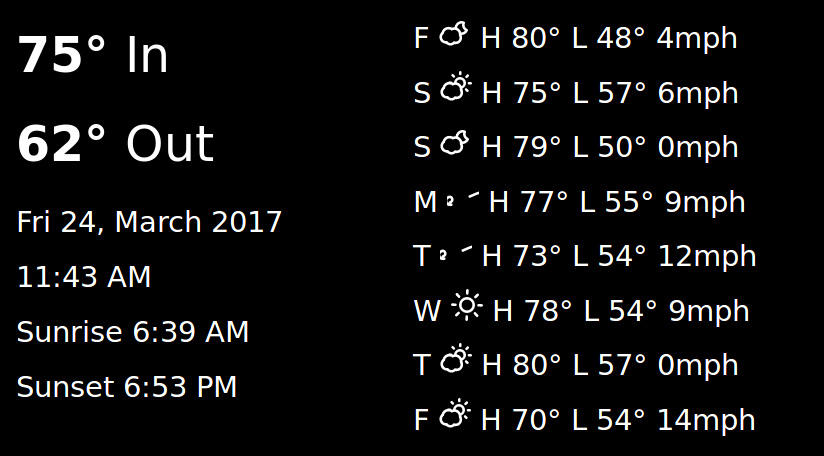 75° In
62° Out
Fri 24, March 2017
11:43 AM
Sunrise 6:39 AM
Sunset 6:53 PM
F H 80° L 48° 4mph
S H 75° L 57° 6mph
S H 79° L 50° 0mph
M H 77° L 55° 9mph
T H 73° L 54° 12mph
W H 78° L 54° 9mph
T H 80° L 57° 0mph
F H 70° L 54° 14mph